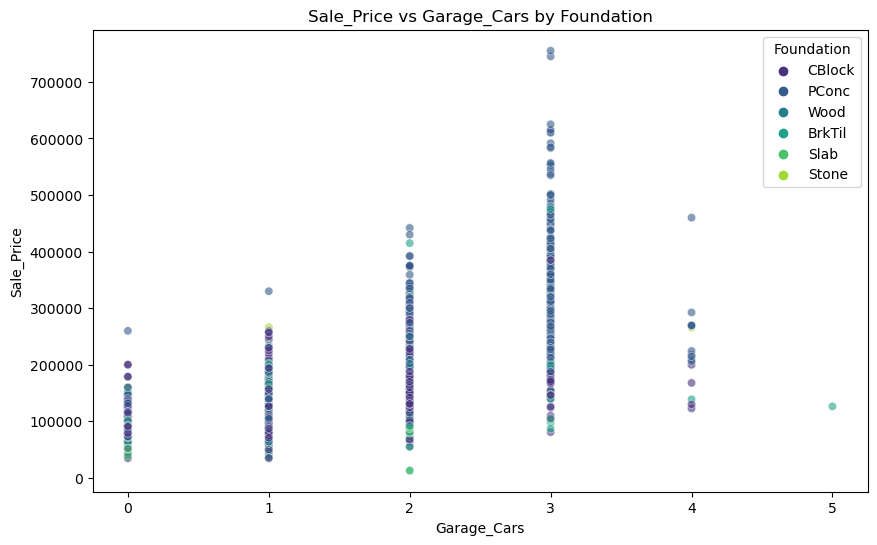 Sale_Price vs Garage_Cars by Foundation
Foundation
CBlock
PConc
Wood
BrkTil
Slab
Stone
Sale_Price
700000
600000
500000
400000
300000
200000
100000
0
0 1 2 3 4 5
Garage_Cars